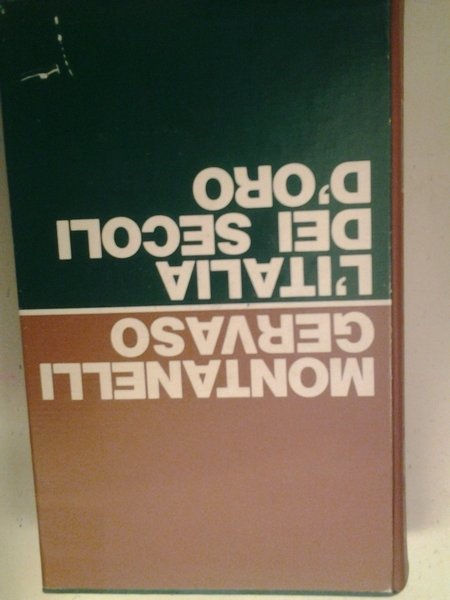 MONTANELLI
GERVASO
L'ITALIA
DEI SECOLI
D'ORO